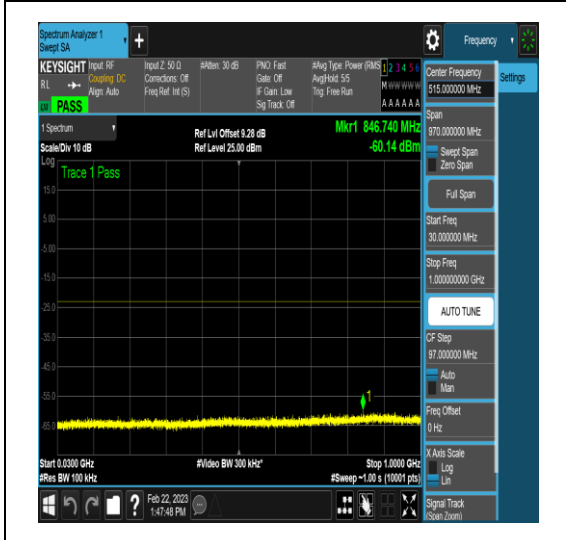 Spectrum Analyzer 1
Swept SA
+
Frequency
KEYSIGHT
RL
Input: RF
Coupling: DC
Align: Auto
Input Z: 50 Ω
Corrections: Off
Freq Ref: Int (S)
#Atten: 30 dB
PNO: Fast
Gate: Off
IF Gain: Low
Sig Track: Off
#Avg Type: Power (RMS)
Avg|Hold: 5/5
Trig: Free Run
1 2 3 4 5 6
M W W W W W
A A A A A A
PASS
Center Frequency
515.000000 MHz
Settings
Span
970.000000 MHz
Swept Span
Zero Span
Full Span
Start Freq
30.000000 MHz
Stop Freq
1.000000000 GHz
AUTO TUNE
CF Step
97.000000 MHz
Auto
Man
Freq Offset
0 Hz
X Axis Scale
Log
Lin
Signal Track
(Span Zoom)
1 Spectrum
Scale/Div 10 dB
Ref Lvl Offset 9.28 dB
Ref Level 25.00 dBm
Mkr1 846.740 MHz
-60.14 dBm
Log
Trace 1 Pass
15.0
5.00
-5.00
-15.0
-25.0
-35.0
-45.0
-55.0
-65.0
1
Start 0.0300 GHz
#Res BW 100 kHz
#Video BW 300 kHz*
Stop 1.0000 GHz
#Sweep ~1.00 s (10001 pts)
?
Feb 22, 2023
1:47:48 PM